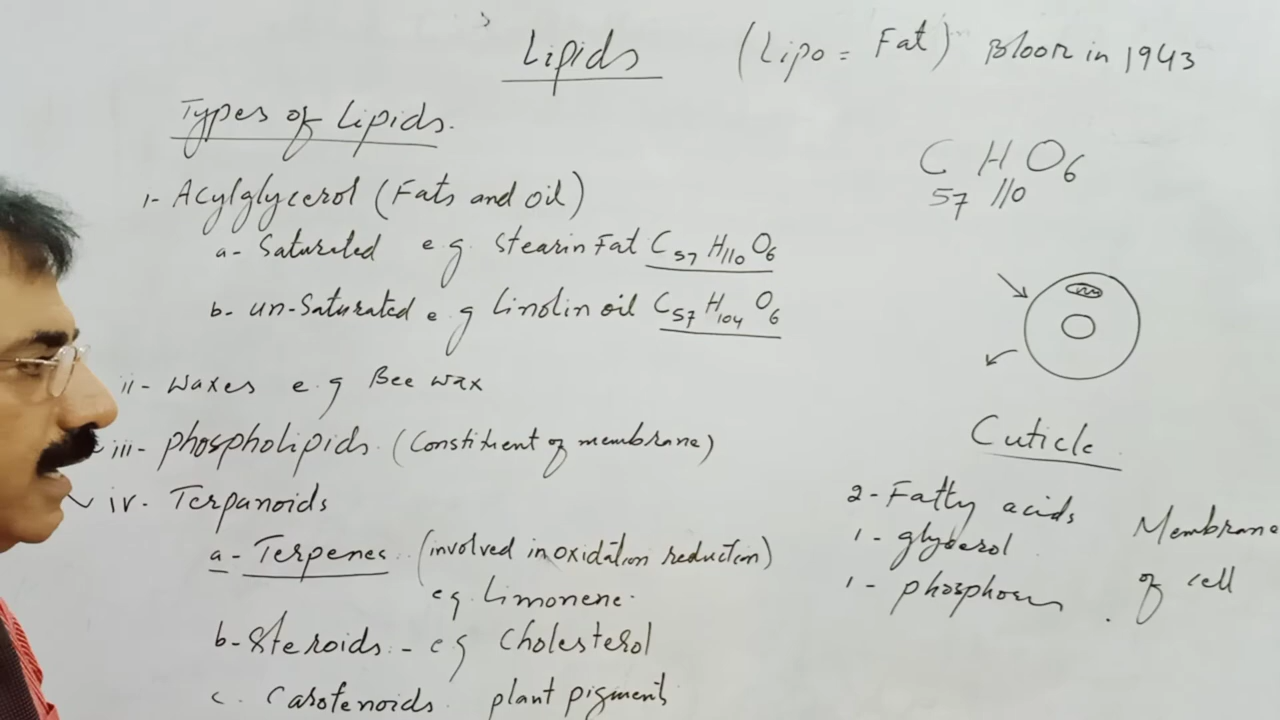 Lipids (Lipo = Fat) Bloor in 1943
Types of Lipids.
i- Acylglycerol (Fats and oil)
a- Saturated e.g. Stearin Fat C57 H110 O6
b- un-Saturated e.g Linolin oil C57 H104 O6
ii- Waxes e.g Bee wax
iii- phospholipids. (Constituent of membrane)
iv- Terpanoids
a- Terpenes (involved in oxidation reduction)
eg. Limonene.
b- Steroids. - eg Cholesterol
c. Carotenoids. plant pigments
C57 H110 O6
Cuticle
2- Fatty acids
1- glycerol
1- phosphorus
Membrane
of cell